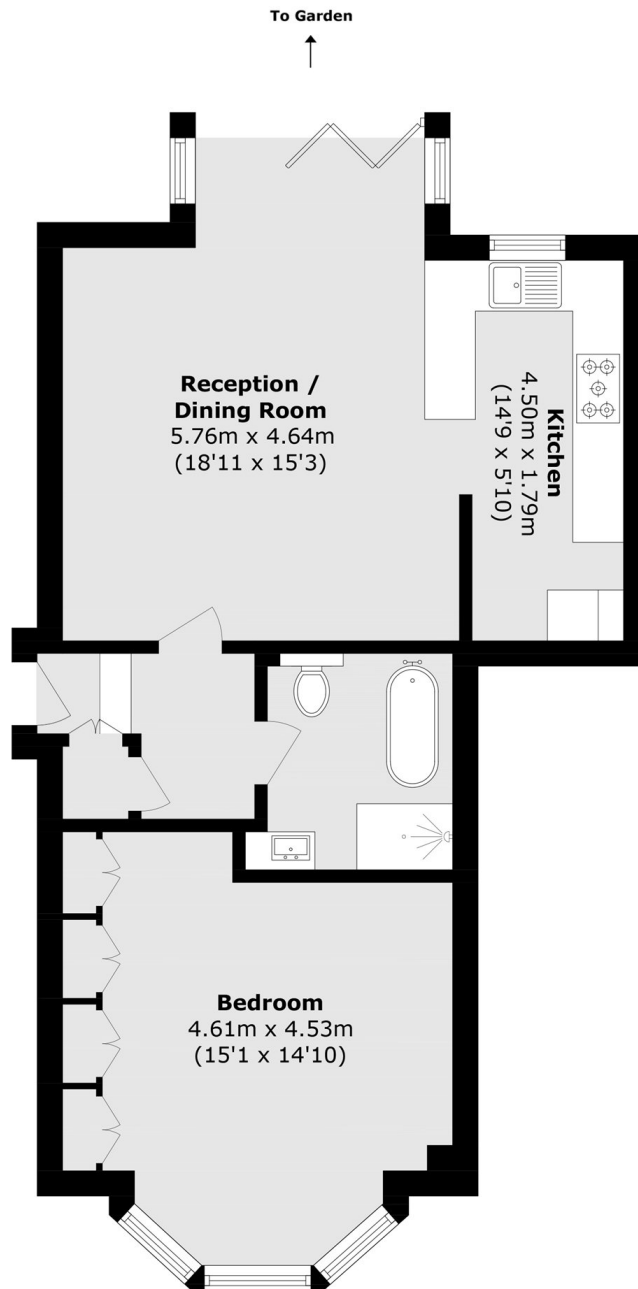 To Garden
Reception /
Dining Room
5.76m x 4.64m
(18'11 x 15'3)
Kitchen
4.50m x 1.79m
(14'9 x 5'10)
Bedroom
4.61m x 4.53m
(15'1 x 14'10)